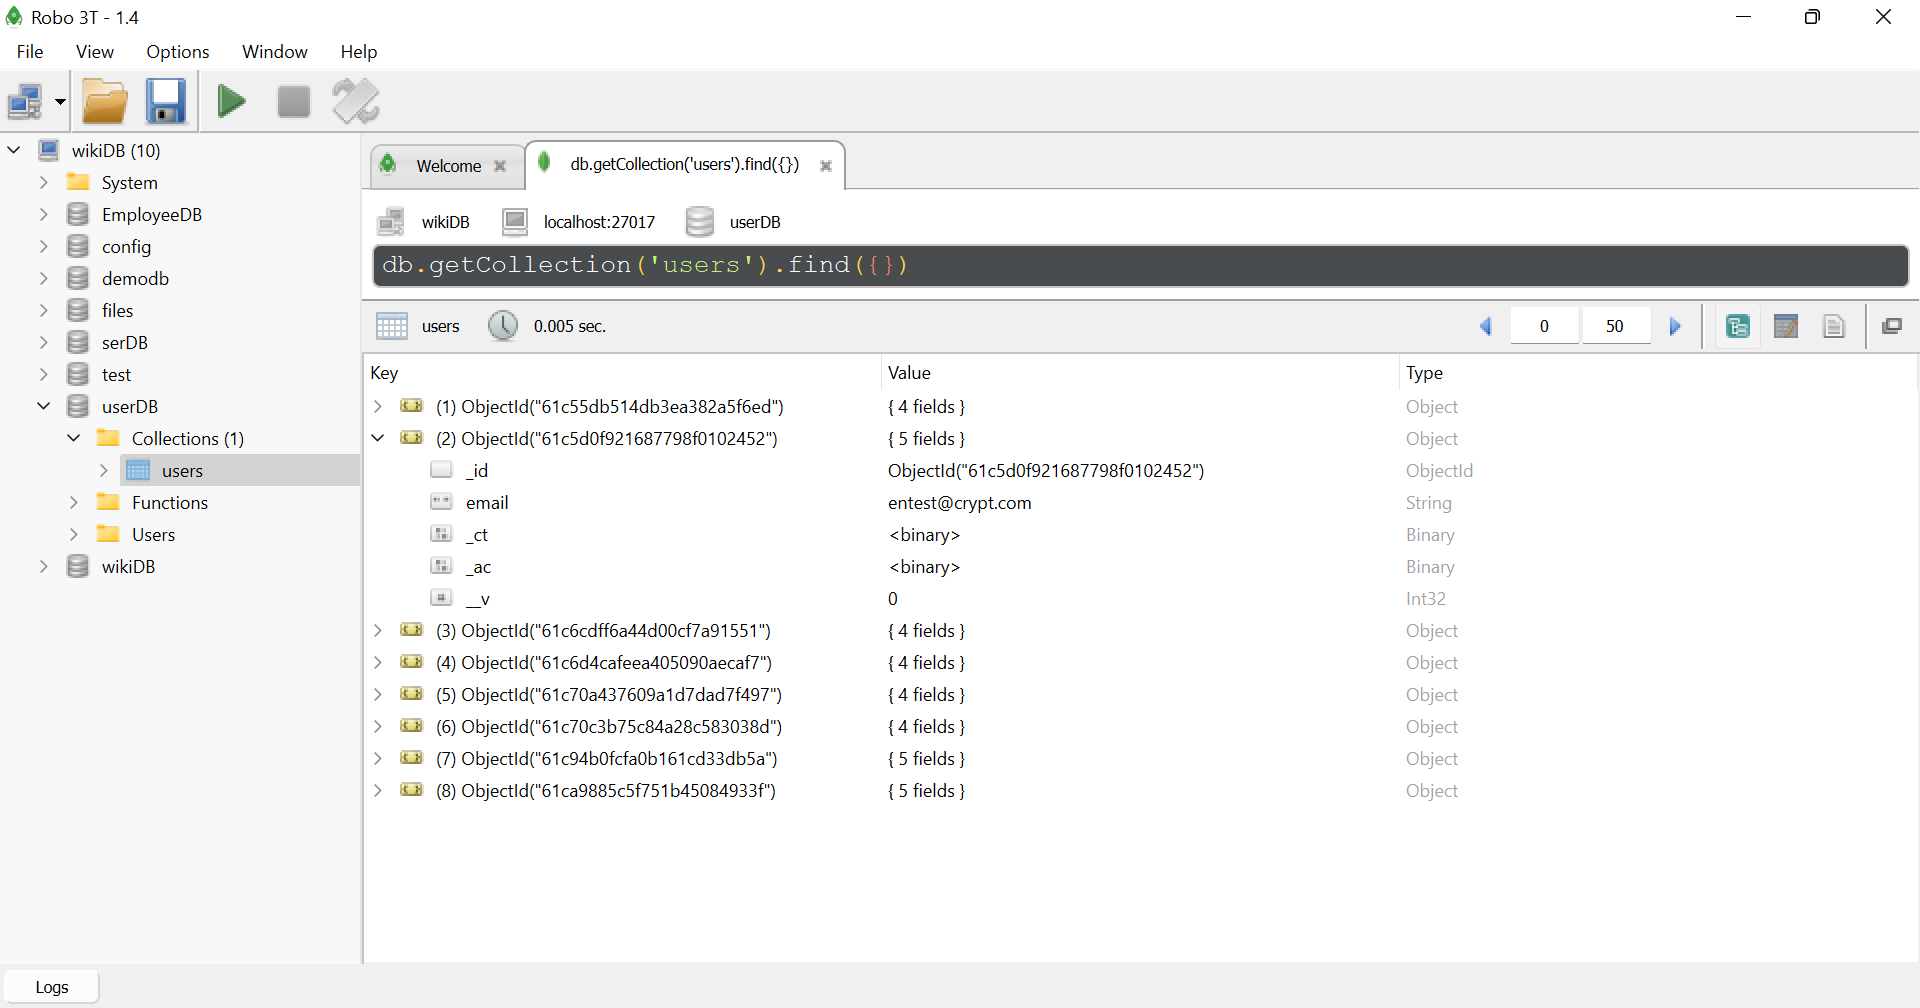 Robo 3T - 1.4
File View Options Window Help
wikiDB (10)
System
EmployeeDB
config
demodb
files
serDB
test
userDB
Collections (1)
users
Functions
Users
wikiDB
Welcome db.getCollection('users').find({})
wikiDB localhost:27017 userDB
db.getCollection('users').find({})
users 0.005 sec. 0 50
Key Value Type
(1) ObjectId("61c55db514db3ea382a5f6ed") { 4 fields } Object
(2) ObjectId("61c5d0f921687798f0102452") { 5 fields } Object
_id ObjectId("61c5d0f921687798f0102452") ObjectId
email entest@crypt.com String
_ct <binary> Binary
_ac <binary> Binary
__v 0 Int32
(3) ObjectId("61c6cdff6a44d00cf7a91551") { 4 fields } Object
(4) ObjectId("61c6d4cafeea405090aecaf7") { 4 fields } Object
(5) ObjectId("61c70a437609a1d7dad7f497") { 4 fields } Object
(6) ObjectId("61c70c3b75c84a28c583038d") { 4 fields } Object
(7) ObjectId("61c94b0fcfa0b161cd33db5a") { 5 fields } Object
(8) ObjectId("61ca9885c5f751b45084933f") { 5 fields } Object
Logs